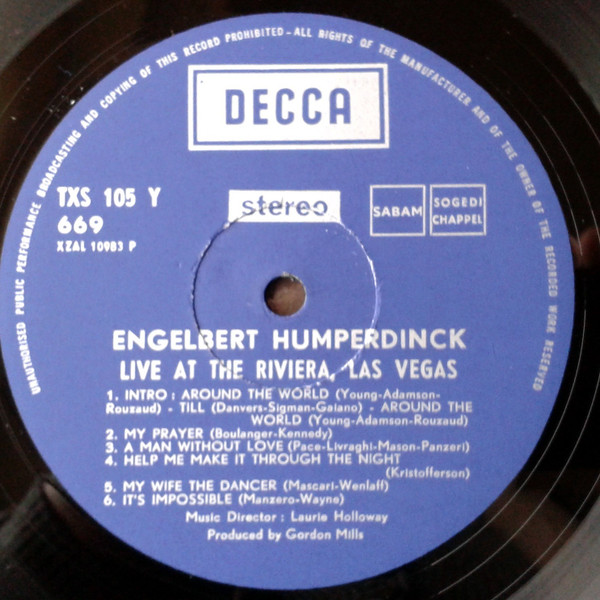 UNAUTHORISED PUBLIC PERFORMANCE BROADCASTING AND COPYING OF THIS RECORD PROHIBITED-ALL RIGHTS OF THE MANUFACTURER AND OF THE OWNER OF THE RECORDED WORK RESERVED
DECCA
TXS 105 Y
stereo
SABAM
SOGEDI
CHAPPEL
669
XZAL 10983 P
ENGELBERT HUMPERDINCK
LIVE AT THE RIVIERA, LAS VEGAS
1. INTRO : AROUND THE WORLD (Young-Adamson-
Rouzaud) - TILL (Danvers-Sigman-Galano) - AROUND THE
WORLD (Young-Adamson-Rouzaud)
2. MY PRAYER (Boulanger-Kennedy)
3. A MAN WITHOUT LOVE (Pace-Livraghi-Mason-Panzeri)
4. HELP ME MAKE IT THROUGH THE NIGHT
(Kristofferson)
5. MY WIFE THE DANCER (Mascari-Wenlaff)
6. IT'S IMPOSSIBLE (Manzero-Wayne)
Music Director : Laurie Holloway
Produced by Gordon Mills